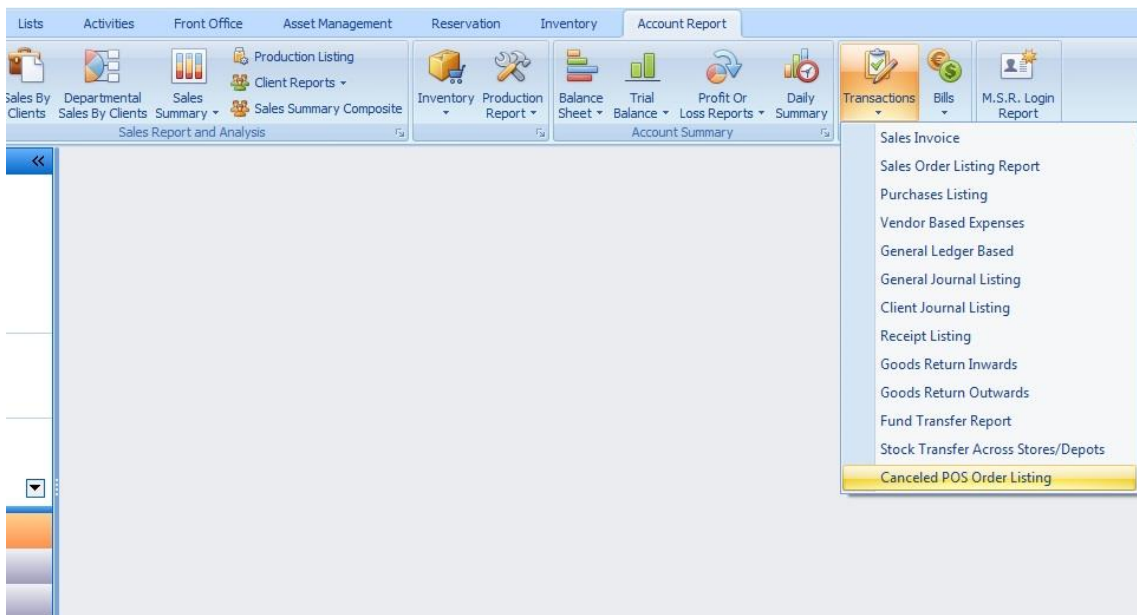 Lists Activities Front Office Asset Management Reservation Inventory Account Report
Production Listing
Client Reports
Sales Summary Composite
Sales By Clients
Departmental Sales By Clients
Sales Summary
Inventory
Production Report
Balance Sheet
Trial Balance
Profit Or Loss Reports
Daily Summary
Transactions
Bills
M.S.R. Login Report
Sales Report and Analysis
Account Summary
Sales Invoice
Sales Order Listing Report
Purchases Listing
Vendor Based Expenses
General Ledger Based
General Journal Listing
Client Journal Listing
Receipt Listing
Goods Return Inwards
Goods Return Outwards
Fund Transfer Report
Stock Transfer Across Stores/Depots
Canceled POS Order Listing